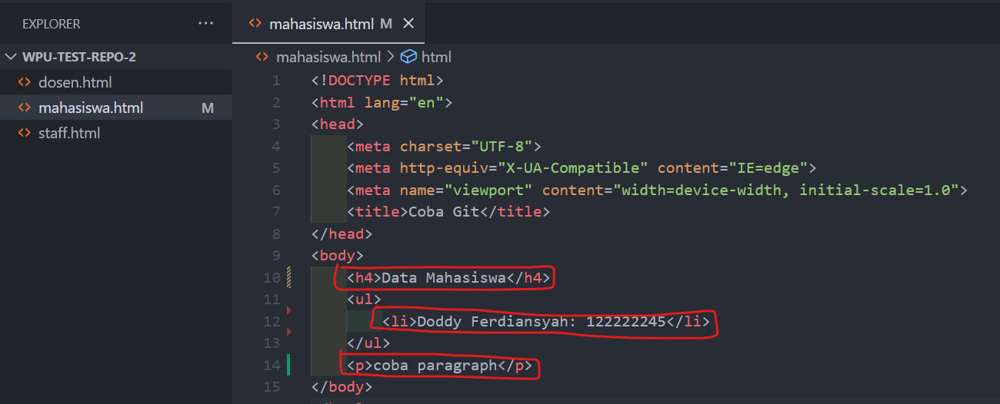 EXPLORER ...
WPU-TEST-REPO-2
dosen.html
mahasiswa.html M
staff.html
mahasiswa.html M
mahasiswa.html > html
1 <!DOCTYPE html>
2 <html lang="en">
3 <head>
4 <meta charset="UTF-8">
5 <meta http-equiv="X-UA-Compatible" content="IE=edge">
6 <meta name="viewport" content="width=device-width, initial-scale=1.0">
7 <title>Coba Git</title>
8 </head>
9 <body>
10 <h4>Data Mahasiswa</h4>
11 <ul>
12 <li>Doddy Ferdiansyah: 122222245</li>
13 </ul>
14 <p>coba paragraph</p>
15 </body>